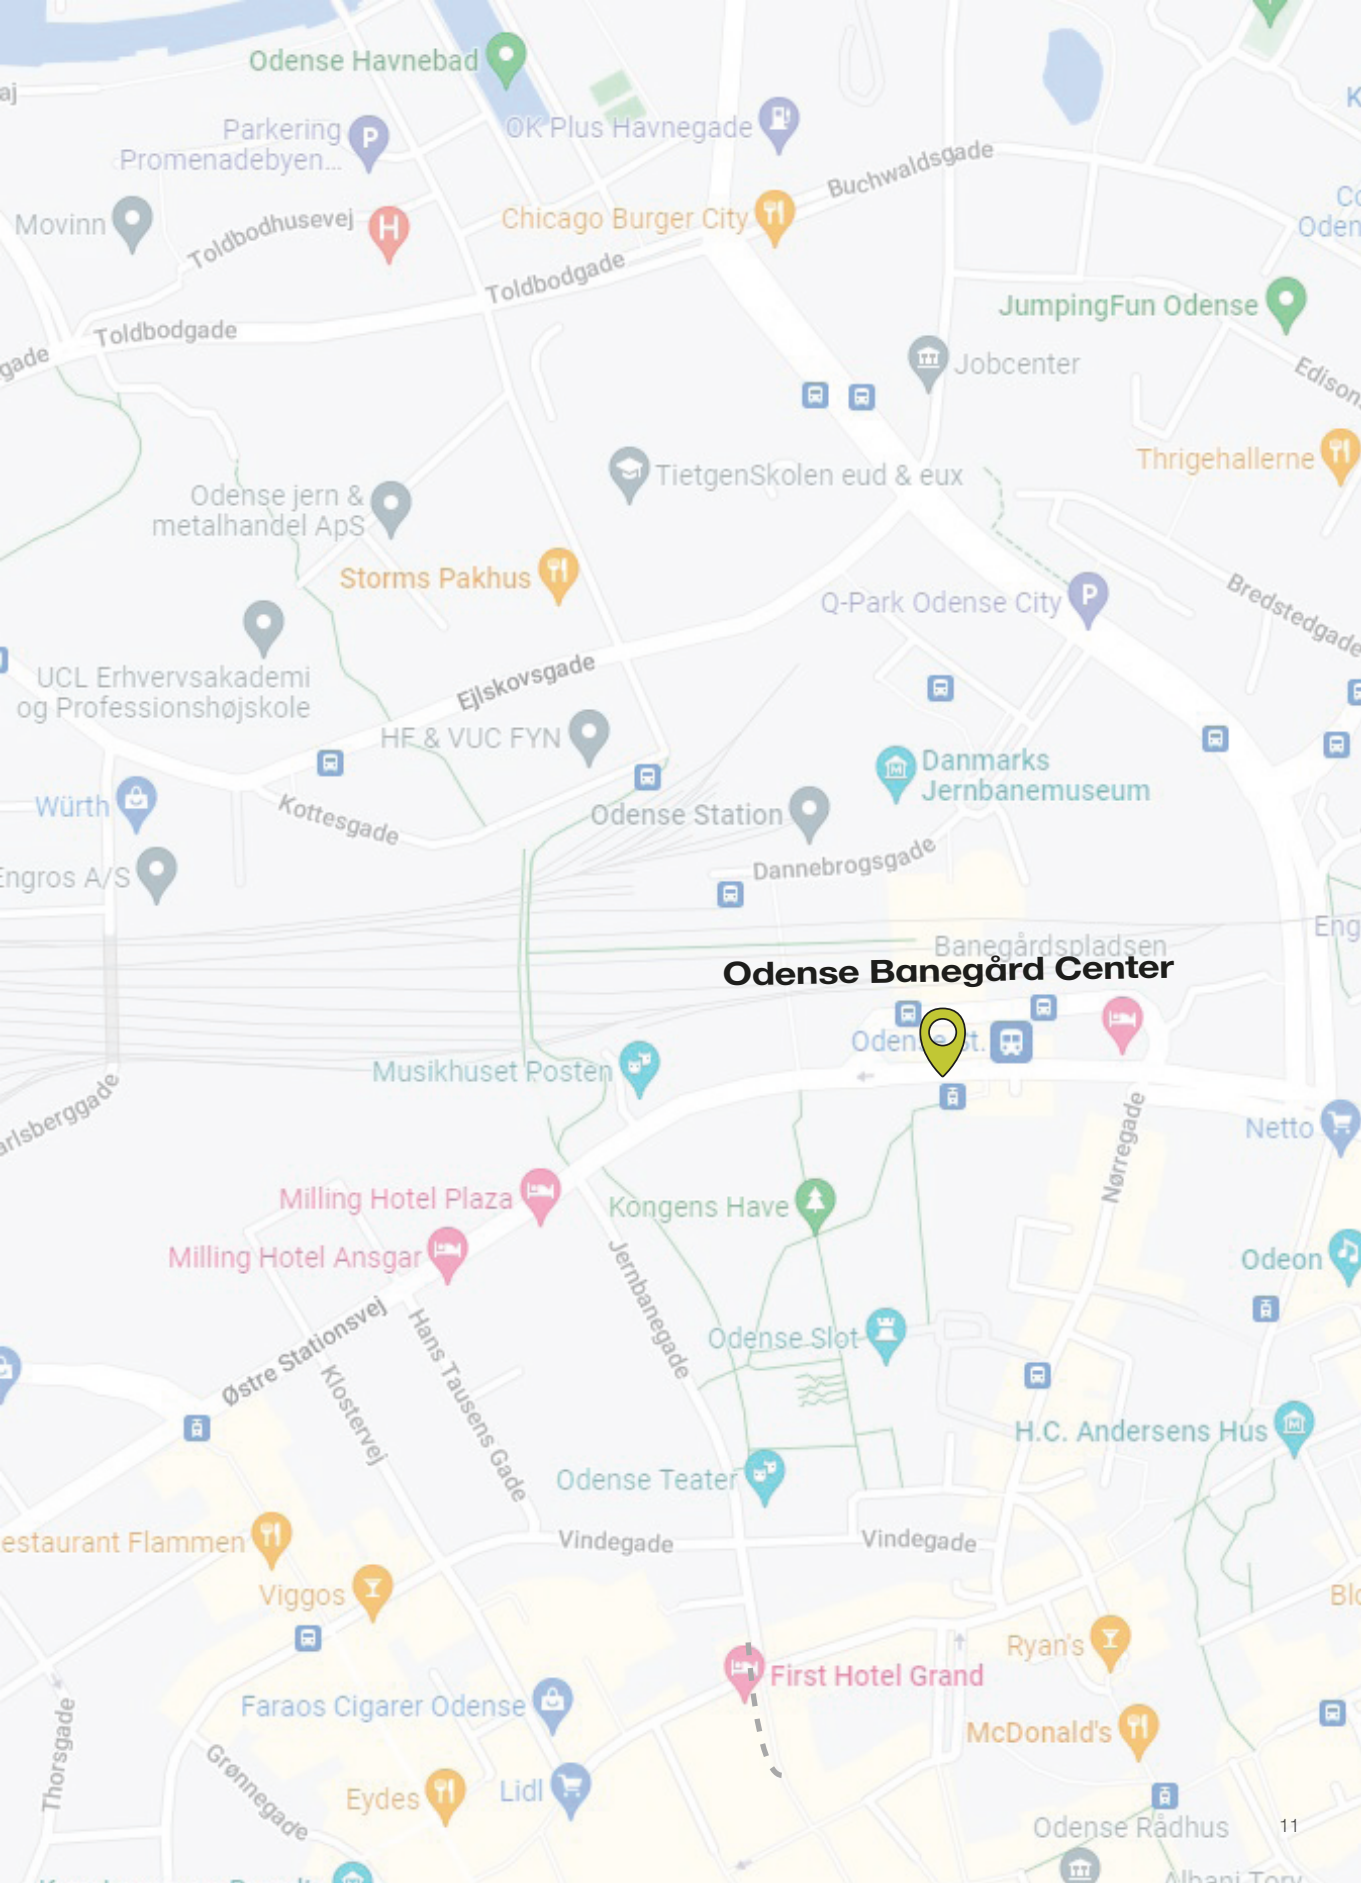 Odense Havnebad
aj
Parkering
Promenadebyen...
OK Plus Havnegade
Buchwaldsgade
Movinn
Toldbodhusevej
H
Chicago Burger City
Toldbodgade
Toldbodgade
gade
JumpingFun Odense
Jobcenter
Edison
Thrigehallerne
TietgenSkolen eud & eux
Odense jern &
metalhandel ApS
Storms Pakhus
Q-Park Odense City
P
P
Bredstedgade
UCL Erhvervsakademi
og Professionshøjskole
Ejlskovsgade
HF & VUC FYN
Danmarks
Jernbanemuseum
Würth
Kottesgade
Odense Station
Dannebrogsgade
Engros A/S
Eng
Banegårdspladsen
Odense Banegård Center
Odense st.
Musikhuset Posten
arlsberggade
Nørregade
Netto
Milling Hotel Plaza
Kongens Have
Milling Hotel Ansgar
Jernbanegade
Odeon
Østre Stationsvej
Hans Tausens Gade
Klostervej
Odense Slot
H.C. Andersens Hus
Odense Teater
estaurant Flammen
Vindegade
Vindegade
Viggos
Blo
Ryan's
First Hotel Grand
Faraos Cigarer Odense
McDonald's
Thorsgade
Grønnegade
Eydes
Lidl
Odense Rådhus
11
Albani Torv